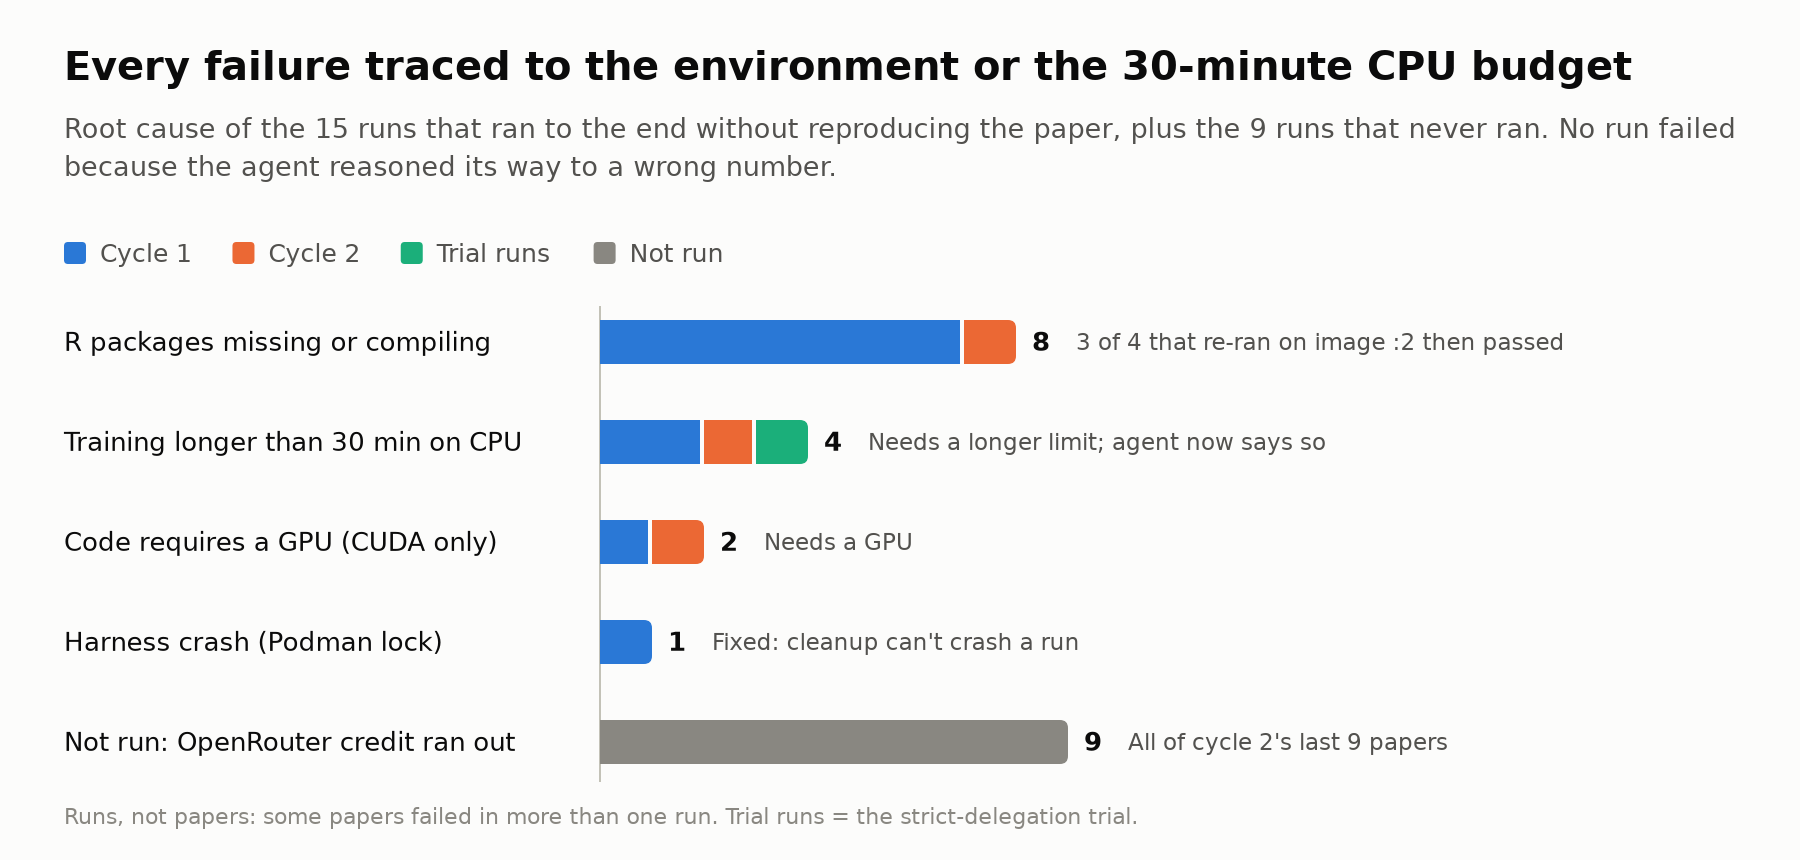 Every failure traced to the environment or the 30-minute CPU budget
Root cause of the 15 runs that ran to the end without reproducing the paper, plus the 9 runs that never ran. No run failed
because the agent reasoned its way to a wrong number.
Cycle 1 Cycle 2 Trial runs Not run
R packages missing or compiling 8 3 of 4 that re-ran on image :2 then passed
Training longer than 30 min on CPU 4 Needs a longer limit; agent now says so
Code requires a GPU (CUDA only) 2 Needs a GPU
Harness crash (Podman lock) 1 Fixed: cleanup can't crash a run
Not run: OpenRouter credit ran out 9 All of cycle 2's last 9 papers
Runs, not papers: some papers failed in more than one run. Trial runs = the strict-delegation trial.